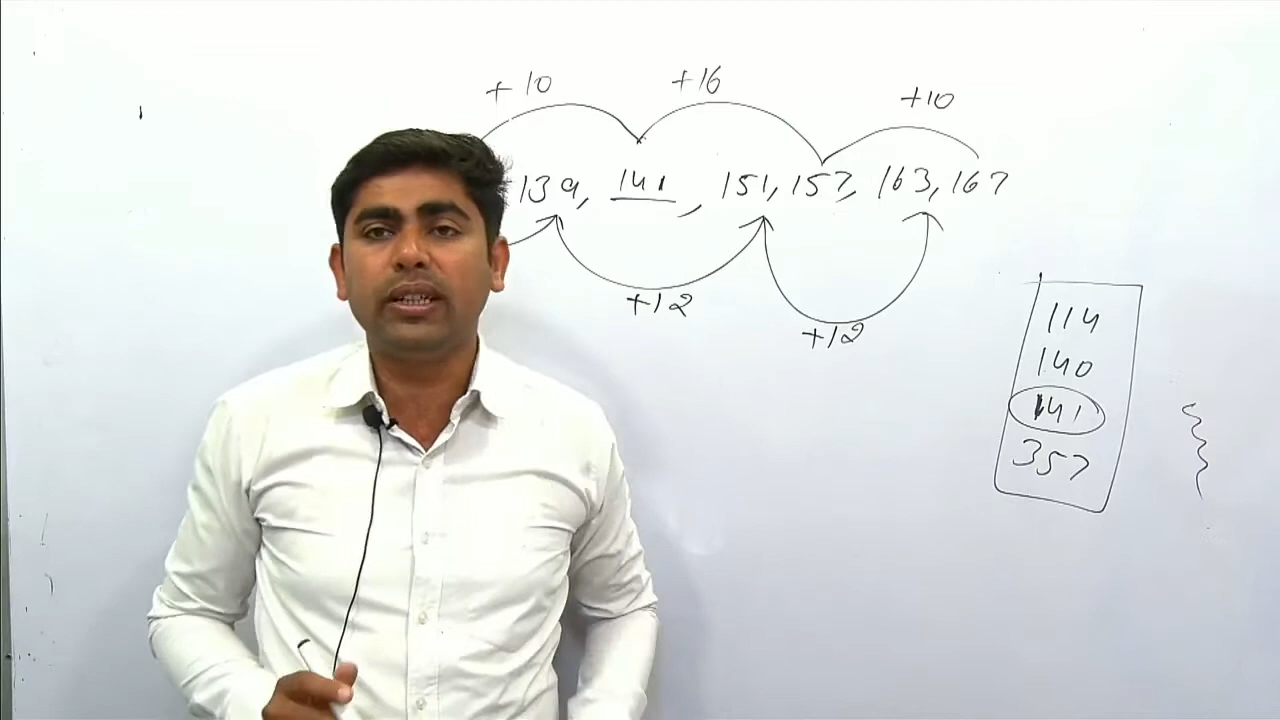 +10 +16 +10
139, 141, 151, 157, 163, 167
+12 +12
114
140
141
357